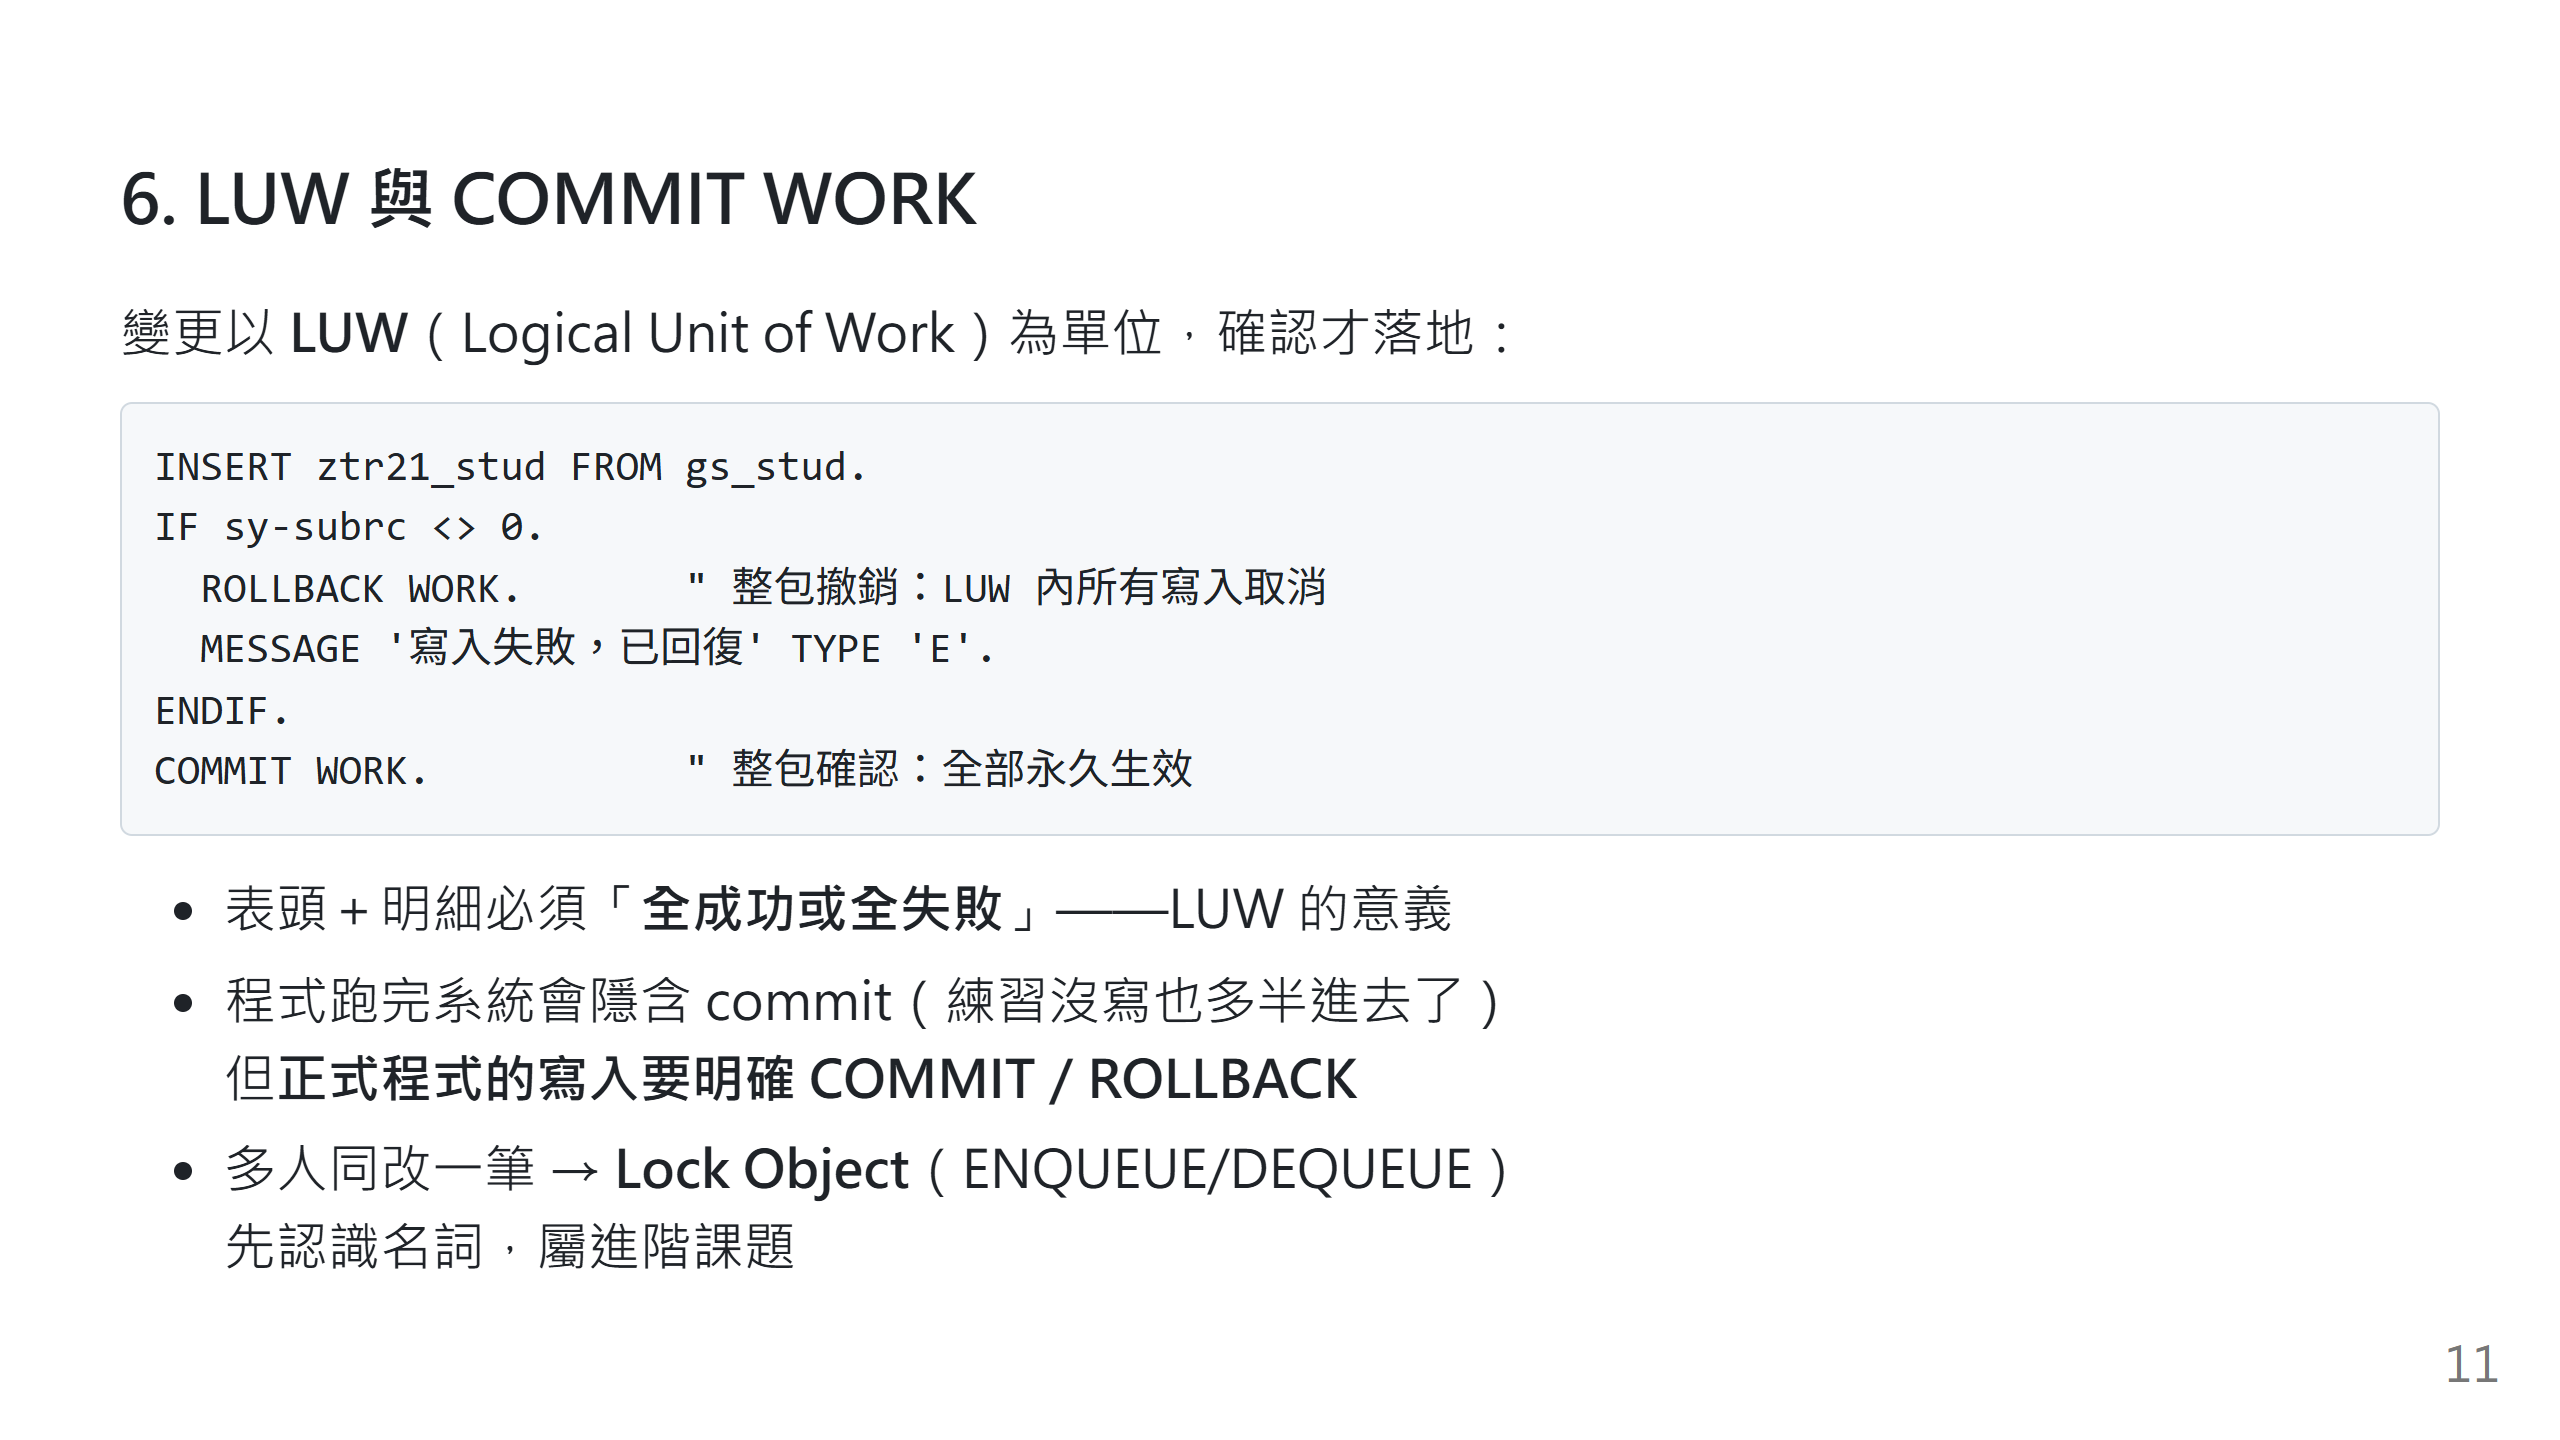 6. LUW 與 COMMIT WORK
變更以 LUW（Logical Unit of Work）為單位，確認才落地：
INSERT ztr21_stud FROM gs_stud.
IF sy-subrc <> 0.
  ROLLBACK WORK.       " 整包撤銷：LUW 內所有寫入取消
  MESSAGE '寫入失敗，已回復' TYPE 'E'.
ENDIF.
COMMIT WORK.           " 整包確認：全部永久生效
• 表頭 + 明細必須「全成功或全失敗」——LUW 的意義
• 程式跑完系統會隱含 commit（練習沒寫也多半進去了）
但正式程式的寫入要明確 COMMIT / ROLLBACK
• 多人同改一筆 → Lock Object（ENQUEUE/DEQUEUE）
先認識名詞，屬進階課題
11